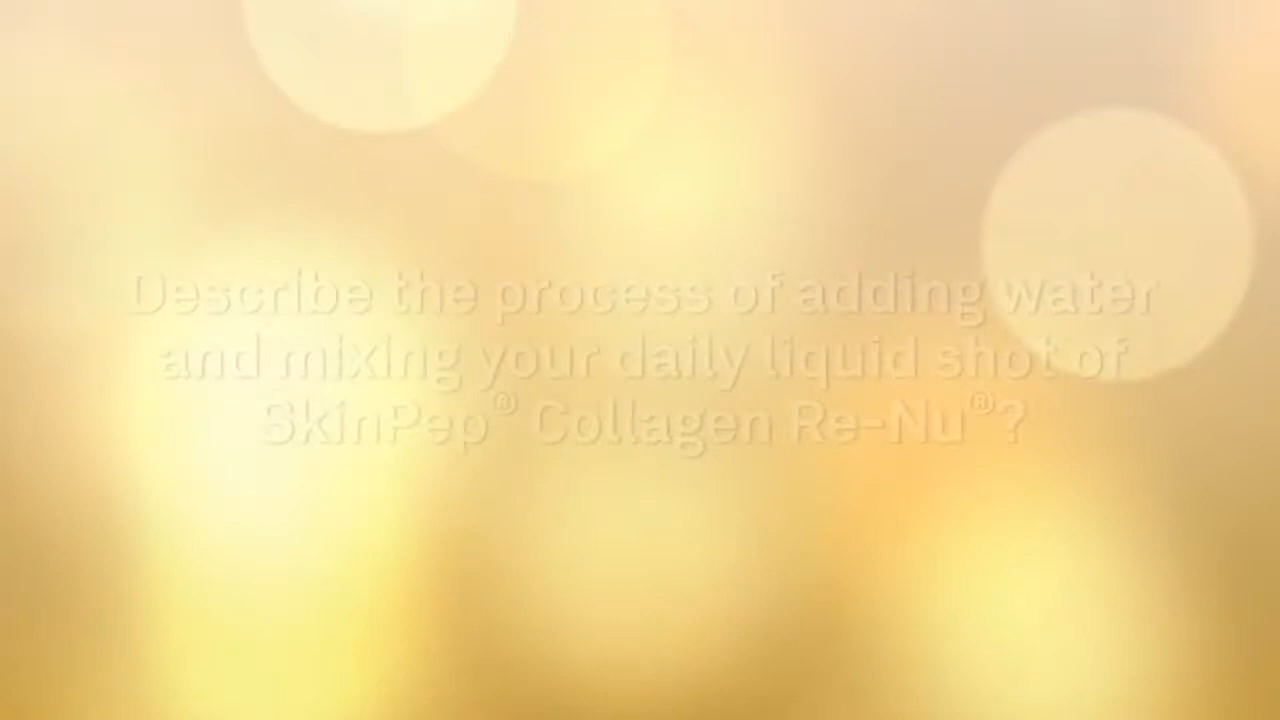 Describe the process of adding water
and mixing your daily liquid shot of
SkinPep® Collagen Re-Nu®?